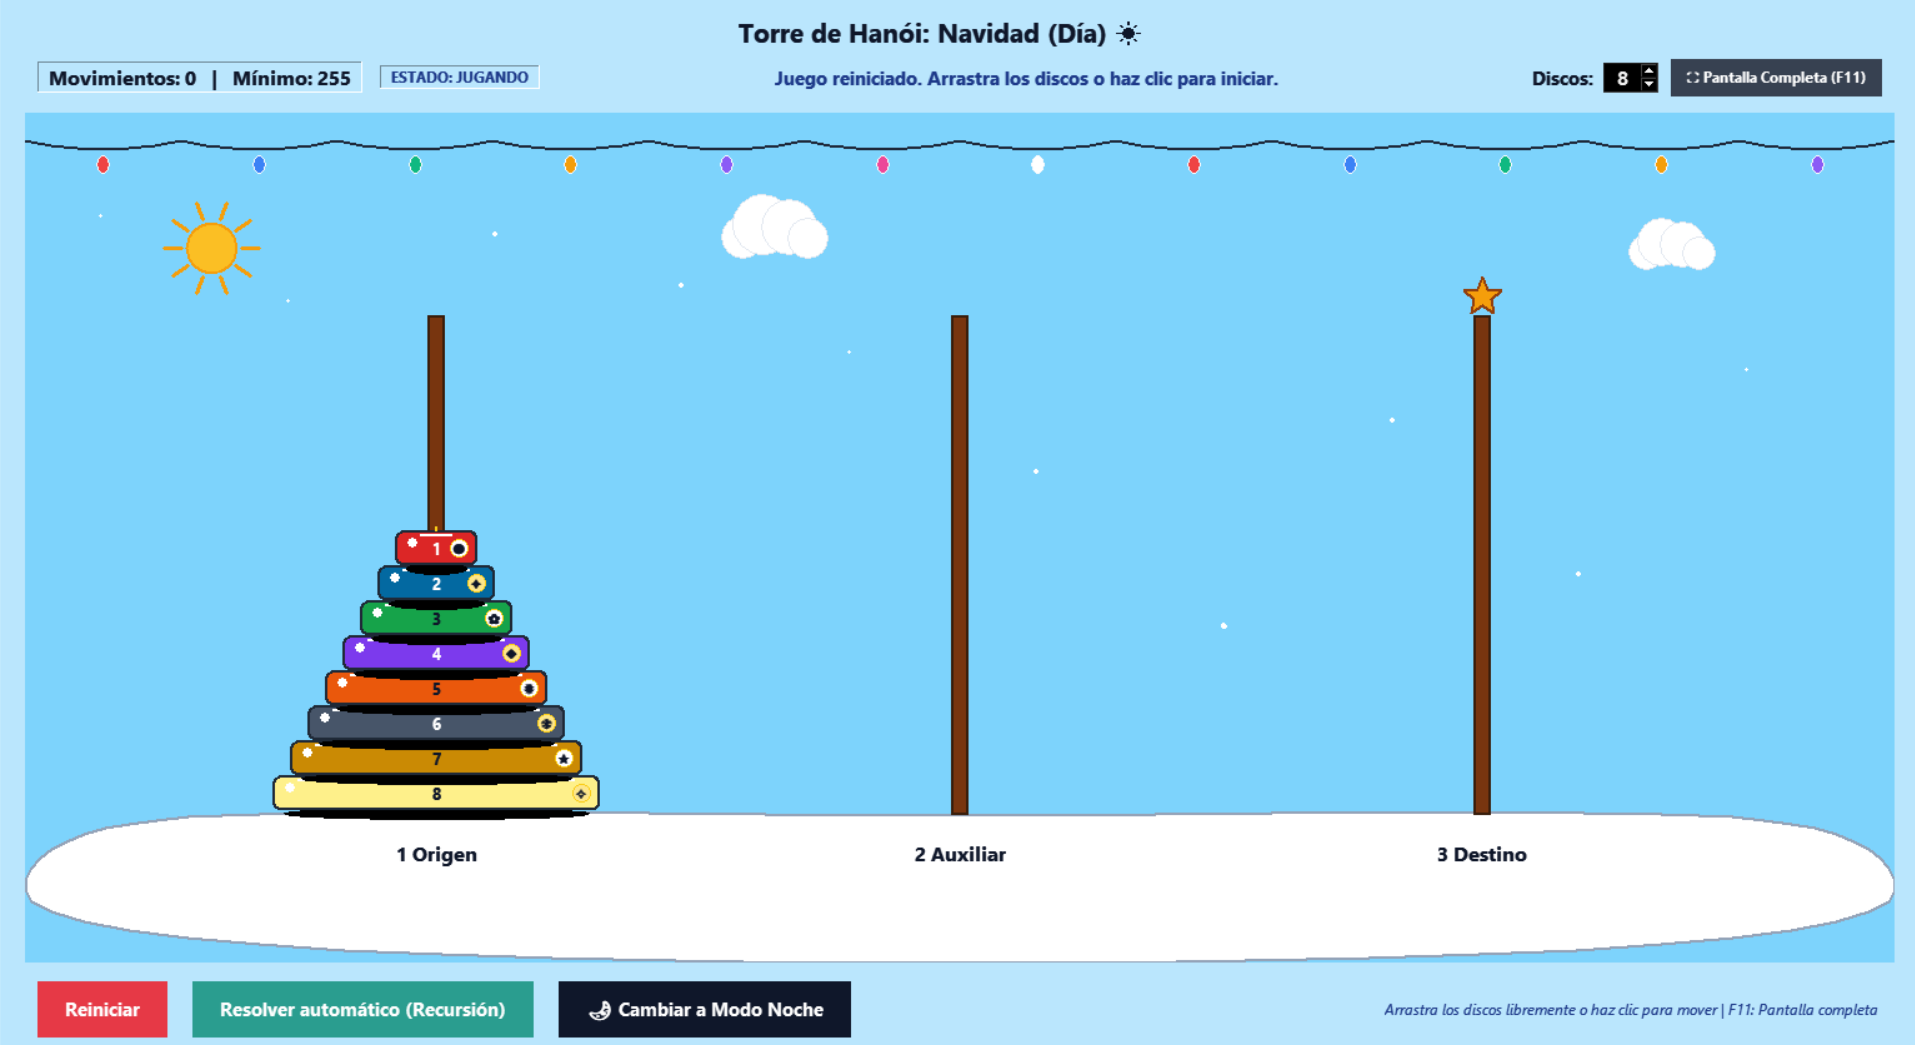 Torre de Hanói: Navidad (Día) ☀
Movimientos: 0 | Mínimo: 255
ESTADO: JUGANDO
Juego reiniciado. Arrastra los discos o haz clic para iniciar.
Discos: 8
⛶ Pantalla Completa (F11)
1
2
3
4
5
6
7
8
1 Origen
2 Auxiliar
3 Destino
Reiniciar
Resolver automático (Recursión)
🌙 Cambiar a Modo Noche
Arrastra los discos libremente o haz clic para mover | F11: Pantalla completa